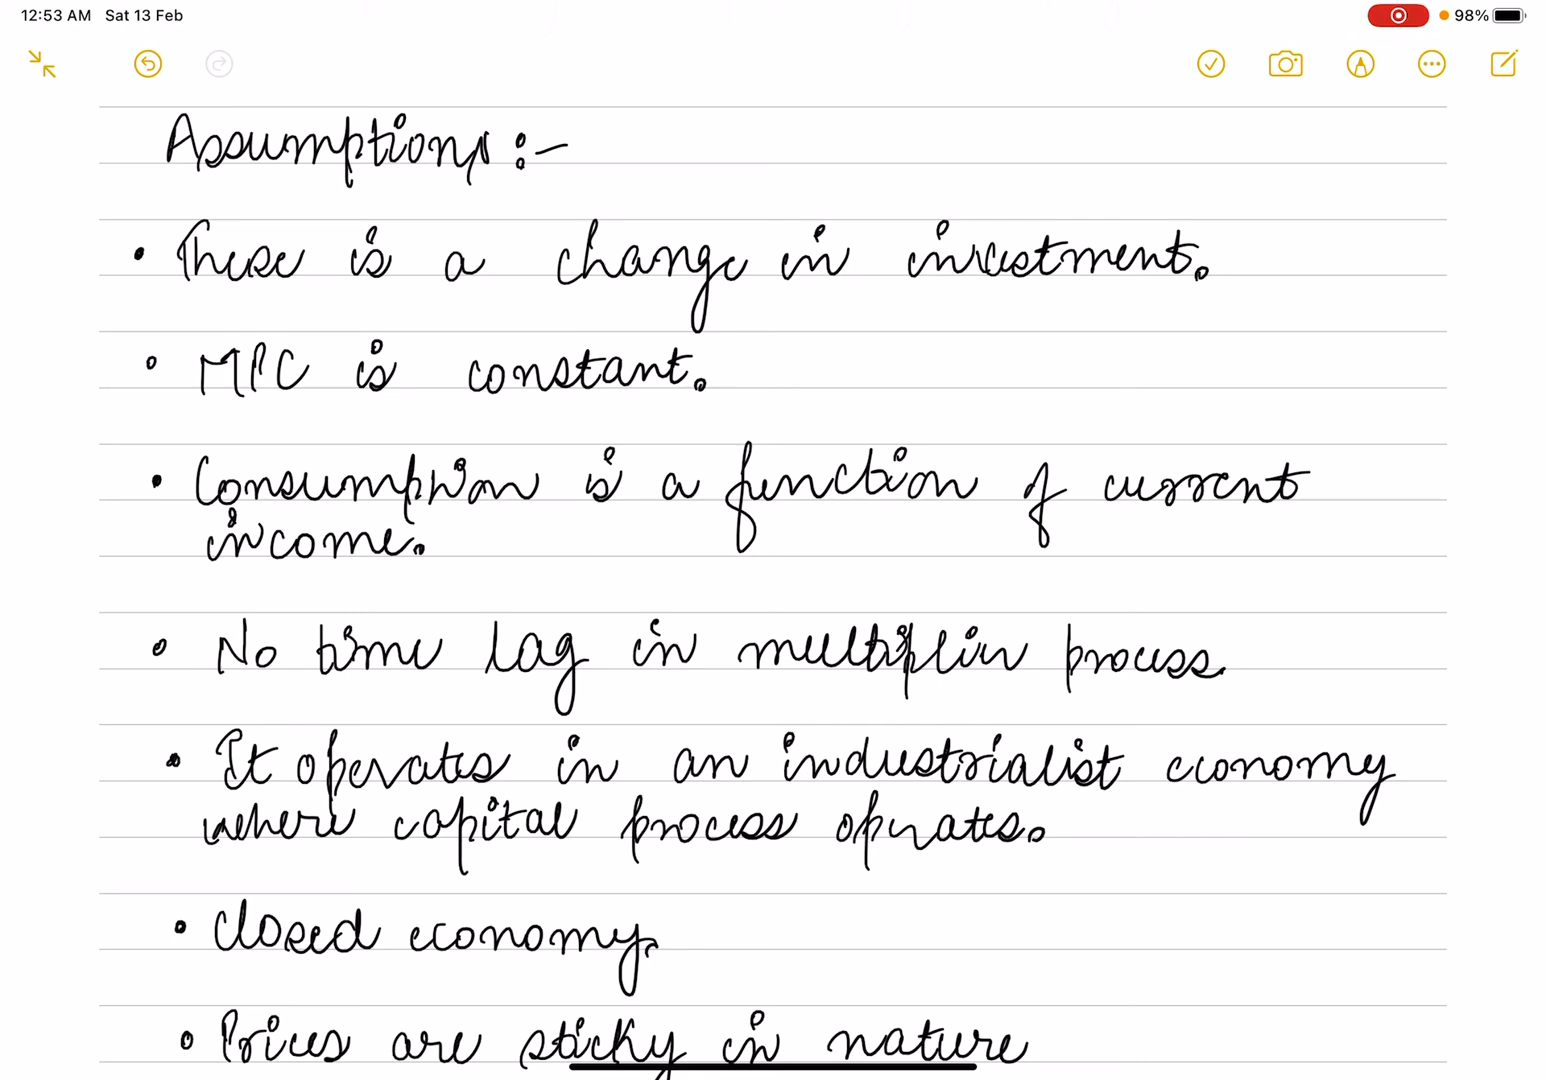 12:53 AM Sat 13 Feb
98%
Assumptions :-
• There is a change in investment.
• MPC is constant.
• Consumption is a function of current
income.
• No time lag in multiplier process.
• It operates in an industrialist economy
where capital process operates.
• Closed economy.
• Prices are sticky in nature